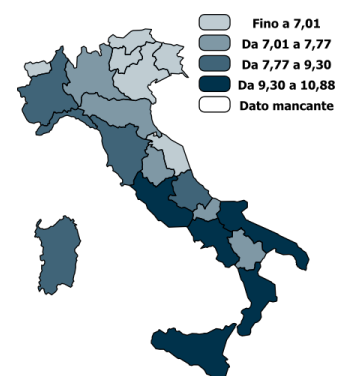 Fino a 7,01
Da 7,01 a 7,77
Da 7,77 a 9,30
Da 9,30 a 10,88
Dato mancante